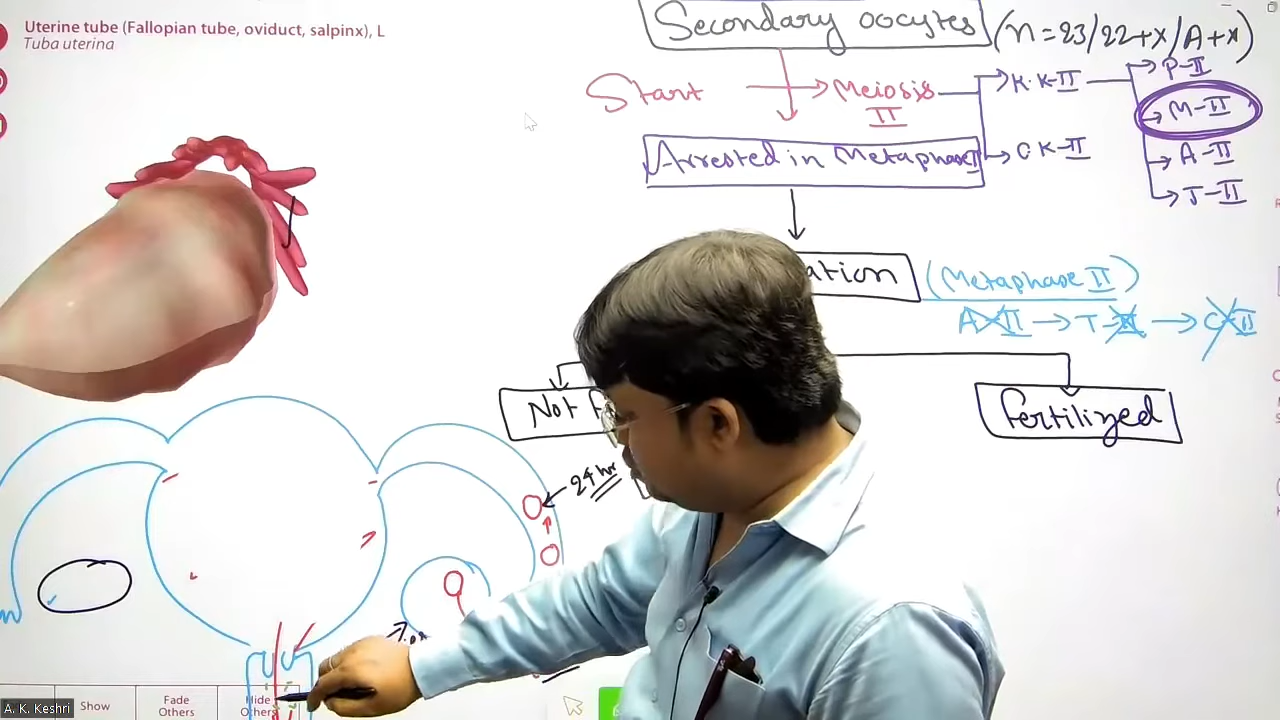 Uterine tube (Fallopian tube, oviduct, salpinx), L
Tuba uterina
Secondary oocytes (n=23/22+x/A+x)
Start → Meiosis II
K.K-II
C.K-II
P-II
M-II
A-II
T-II
Arrested in Metaphase II
ation (Metaphase II)
A-II → T-II → C-II
Not f
Fertilized
24 hr
A. K. Keshri
Show
Fade Others
Hide Others